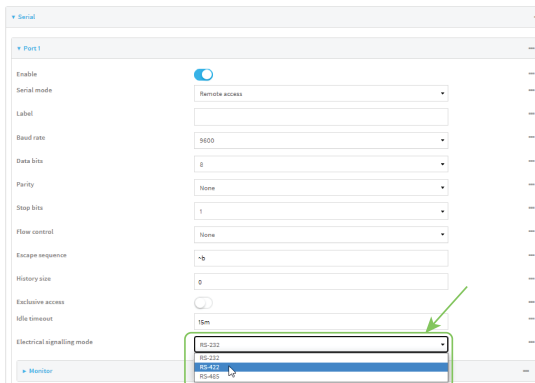 Serial
Port 1
Enable
Serial mode Remote access
Label
Baud rate 9600
Data bits 8
Parity None
Stop bits 1
Flow control None
Escape sequence ~b
History size 0
Exclusive access
Idle timeout 15m
Electrical signalling mode RS-232
RS-232
RS-422
RS-485
Monitor